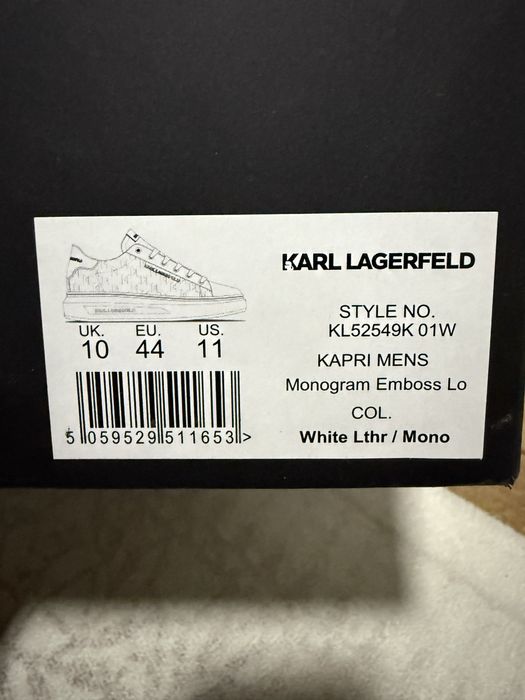 KARL LAGERFELD
STYLE NO.
KL52549K 01W
KAPRI MENS
Monogram Emboss Lo
COL.
White Lthr / Mono
UK. EU. US.
10 44 11
5 059529 511653 >